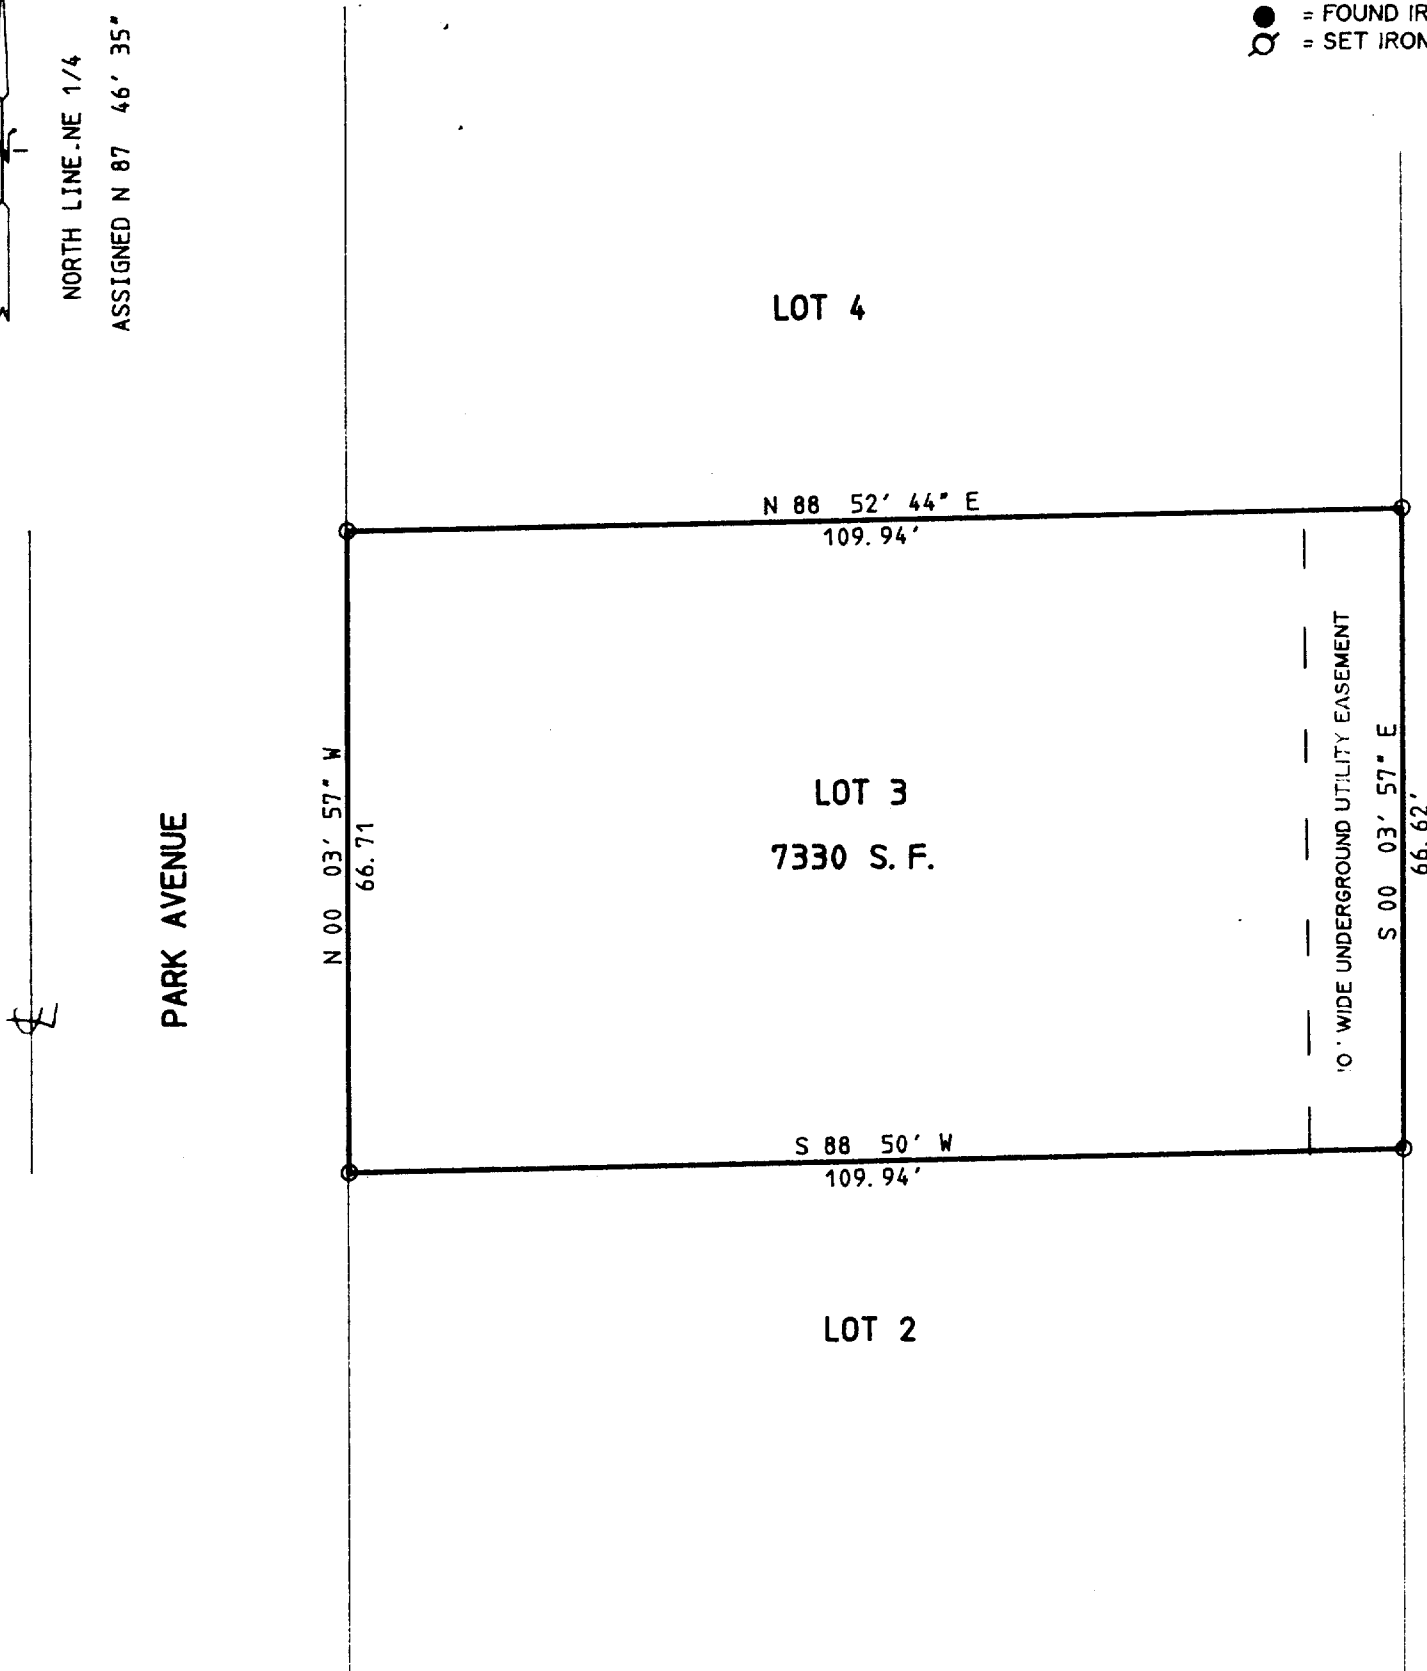 = FOUND IR
= SET IRON
NORTH LINE-NE 1/4
ASSIGNED N 87 46' 35"
LOT 4
N 88 52' 44" E
109.94'
N 00 03' 57" W
66.71
PARK AVENUE
LOT 3
7330 S.F.
10' WIDE UNDERGROUND UTILITY EASEMENT
S 00 03' 57" E
66.62'
S 88 50' W
109.94'
LOT 2